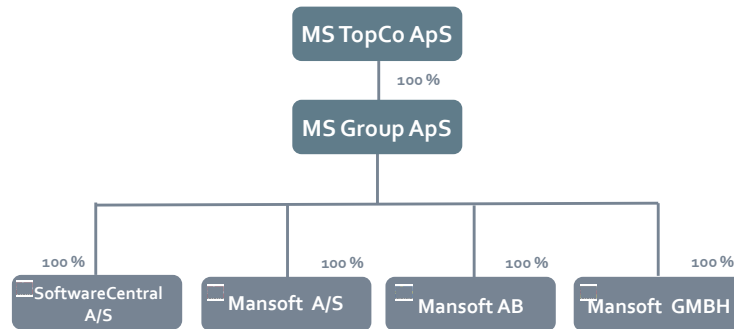 MS TopCo ApS
100 %
MS Group ApS
100 %
100 %
100 %
100 %
SoftwareCentral
A/S
Mansoft A/S
Mansoft AB
Mansoft GMBH